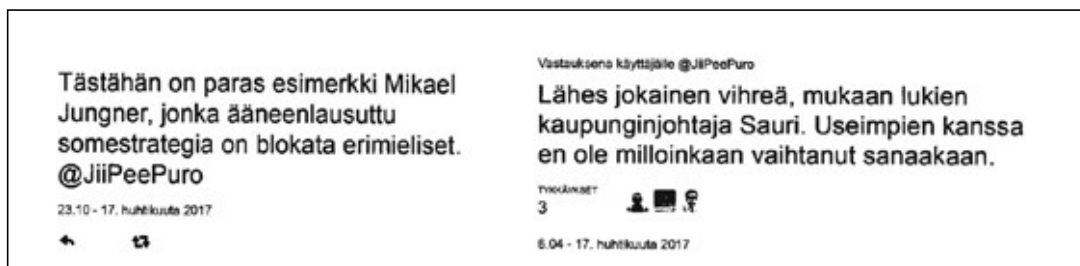 Tästähän on paras esimerkki Mikael
Jungner, jonka ääneenlausuttu
somestrategia on blokata erimieliset.
@JiiPeePuro
23.10 - 17. huhtikuuta 2017
Vastauksena käyttäjälle @JiiPeePuro
Lähes jokainen vihreä, mukaan lukien
kaupunginjohtaja Sauri. Useimpien kanssa
en ole milloinkaan vaihtanut sanaakaan.
TYKKÄYKSET
3
6.04 - 17. huhtikuuta 2017